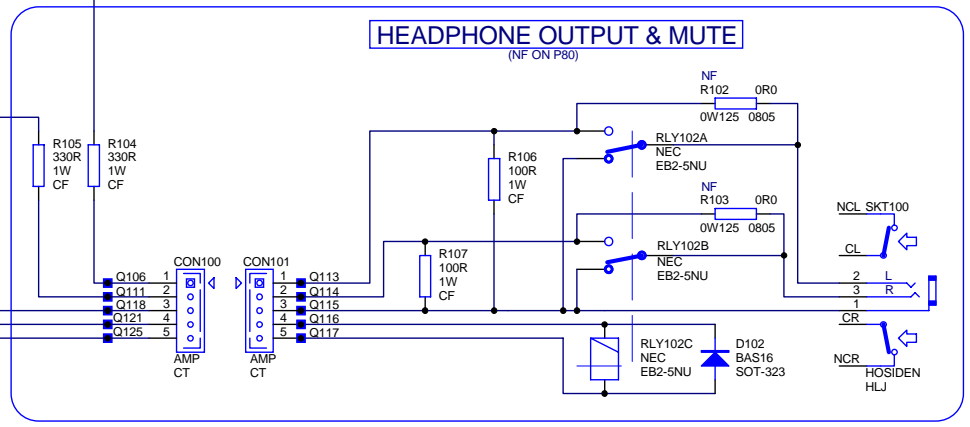 HEADPHONE OUTPUT & MUTE
(NF ON P80)
R105
330R
1W
CF
R104
330R
1W
CF
R106
100R
1W
CF
R107
100R
1W
CF
NF
R102 0R0
0W125 0805
RLY102A
NEC
EB2-5NU
NF
R103 0R0
0W125 0805
RLY102B
NEC
EB2-5NU
NCL SKT100
CL
2 L
3 R
1
CR
NCR
HOSIDEN
HLJ
CON100
Q106 1
Q111 2
Q118 3
Q121 4
Q125 5
AMP
CT
CON101
1 Q113
2 Q114
3 Q115
4 Q116
5 Q117
AMP
CT
RLY102C
NEC
EB2-5NU
D102
BAS16
SOT-323